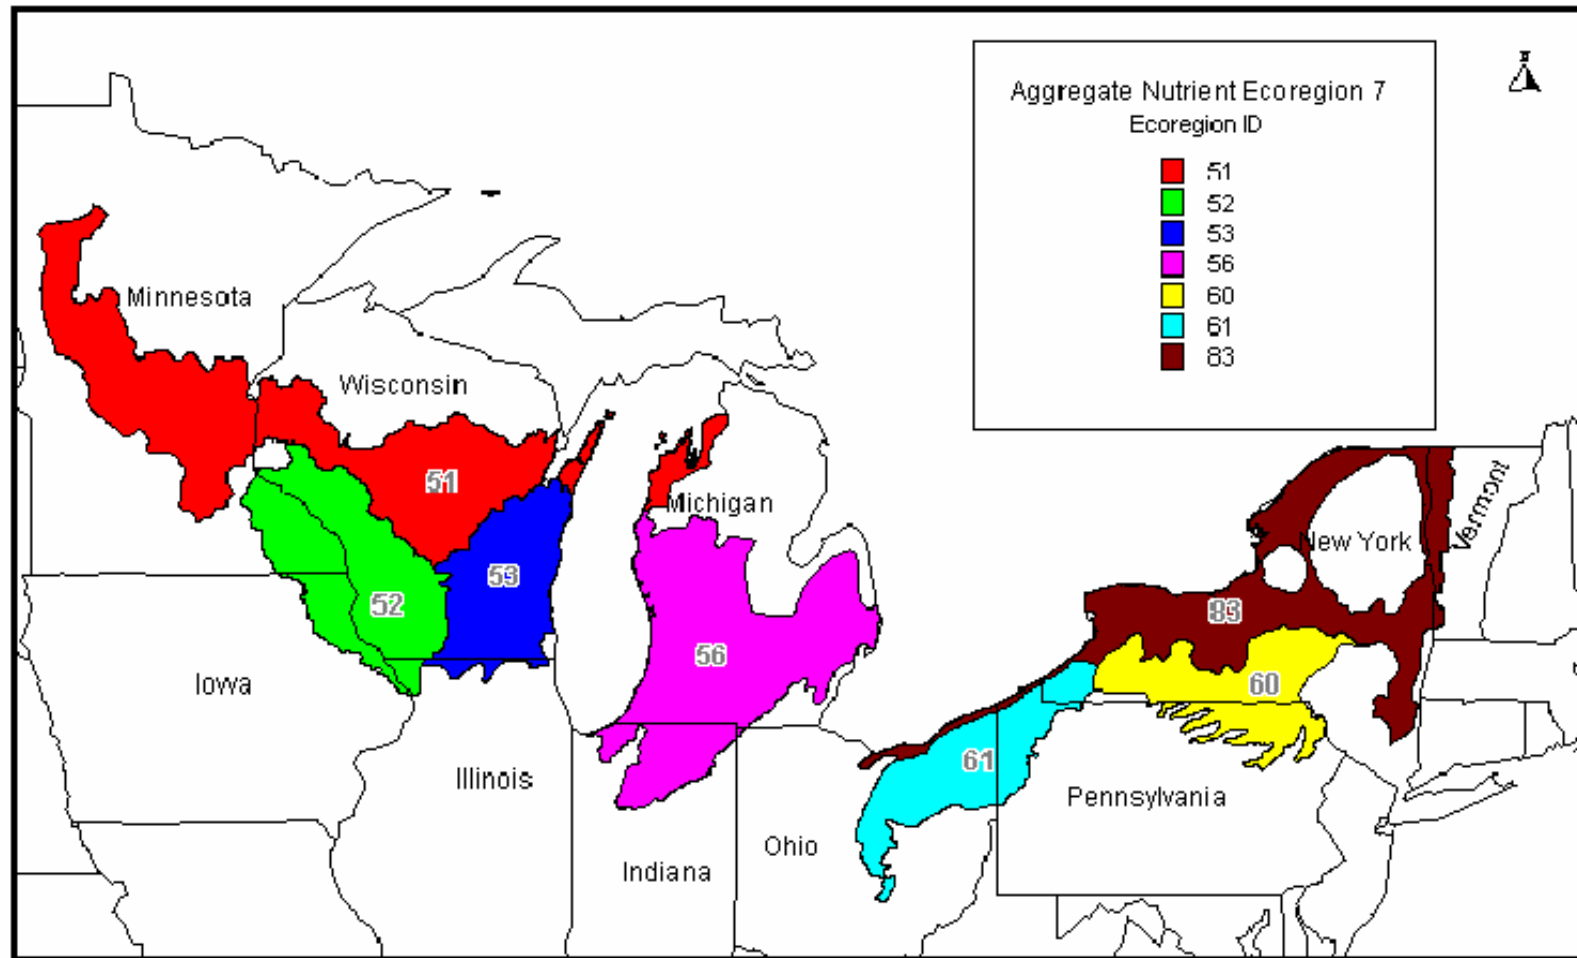 Aggregate Nutrient Ecoregion 7
Ecoregion ID
51
52
53
56
60
61
83
Minnesota
Wisconsin
51
Michigan
Vermont
New York
53
52
83
56
60
Iowa
61
Illinois
Pennsylvania
Ohio
Indiana